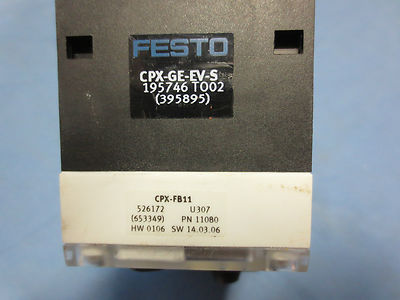 FESTO
CPX-GE-EV-S
195746 T002
(395895)
CPX-FB11
526172 U307
(653349) PN 11080
HW 0106 SW 14.03.06